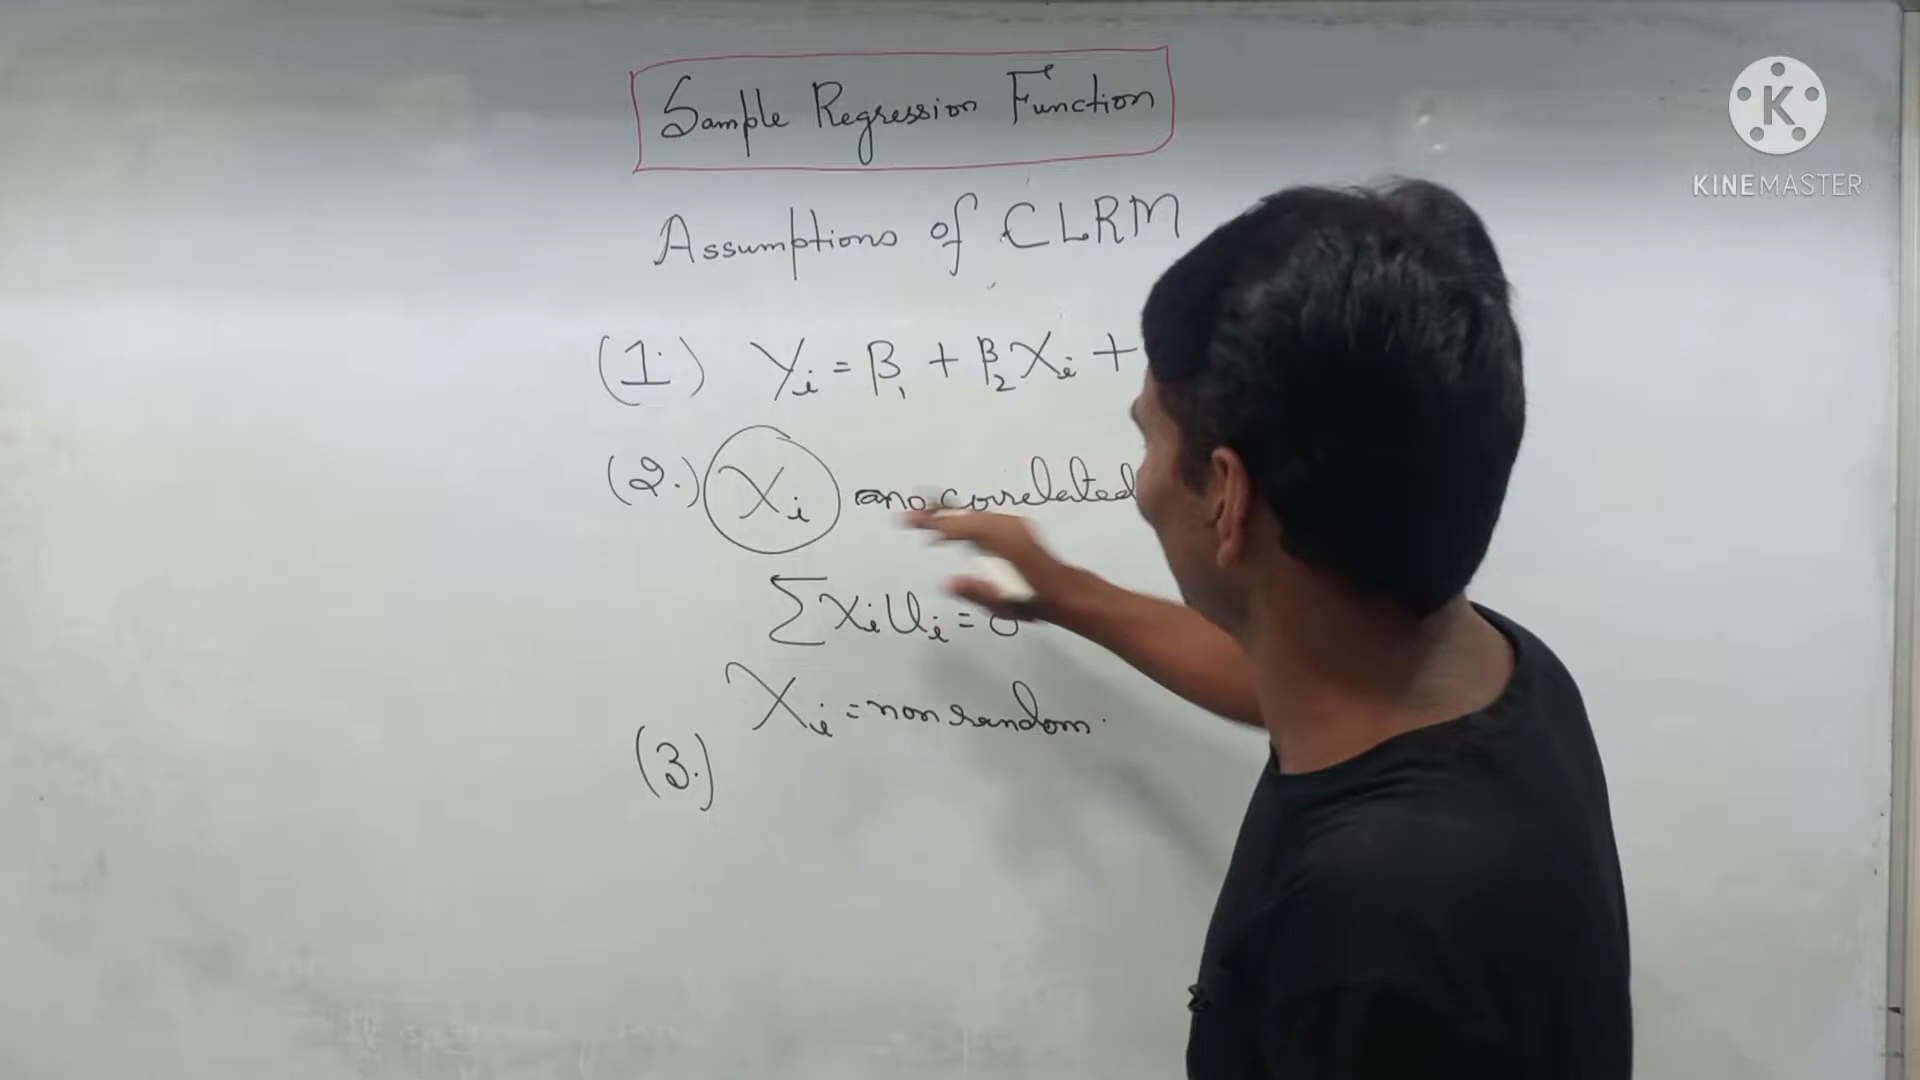 Sample Regression Function
KINEMASTER
Assumptions of CLRM
(1) Yi = β1 + β2Xi +
(2.) Xi correlated
∑XiUi = 0
Xi = non random.
(3.)